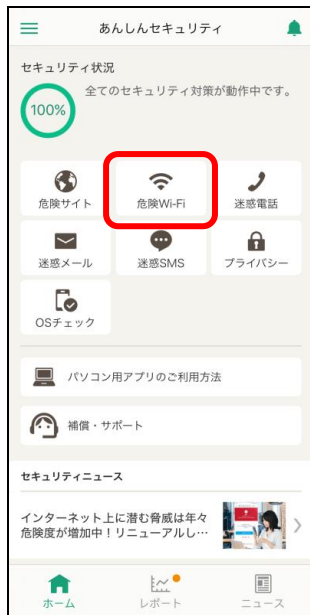 あんしんセキュリティ
セキュリティ状況
100%
全てのセキュリティ対策が動作中です。
危険サイト
危険Wi-Fi
迷惑電話
迷惑メール
迷惑SMS
プライバシー
OSチェック
パソコン用アプリのご利用方法
補償・サポート
セキュリティニュース
インターネット上に潜む脅威は年々
危険度が増加中！リニューアルし…
ホーム
レポート
ニュース